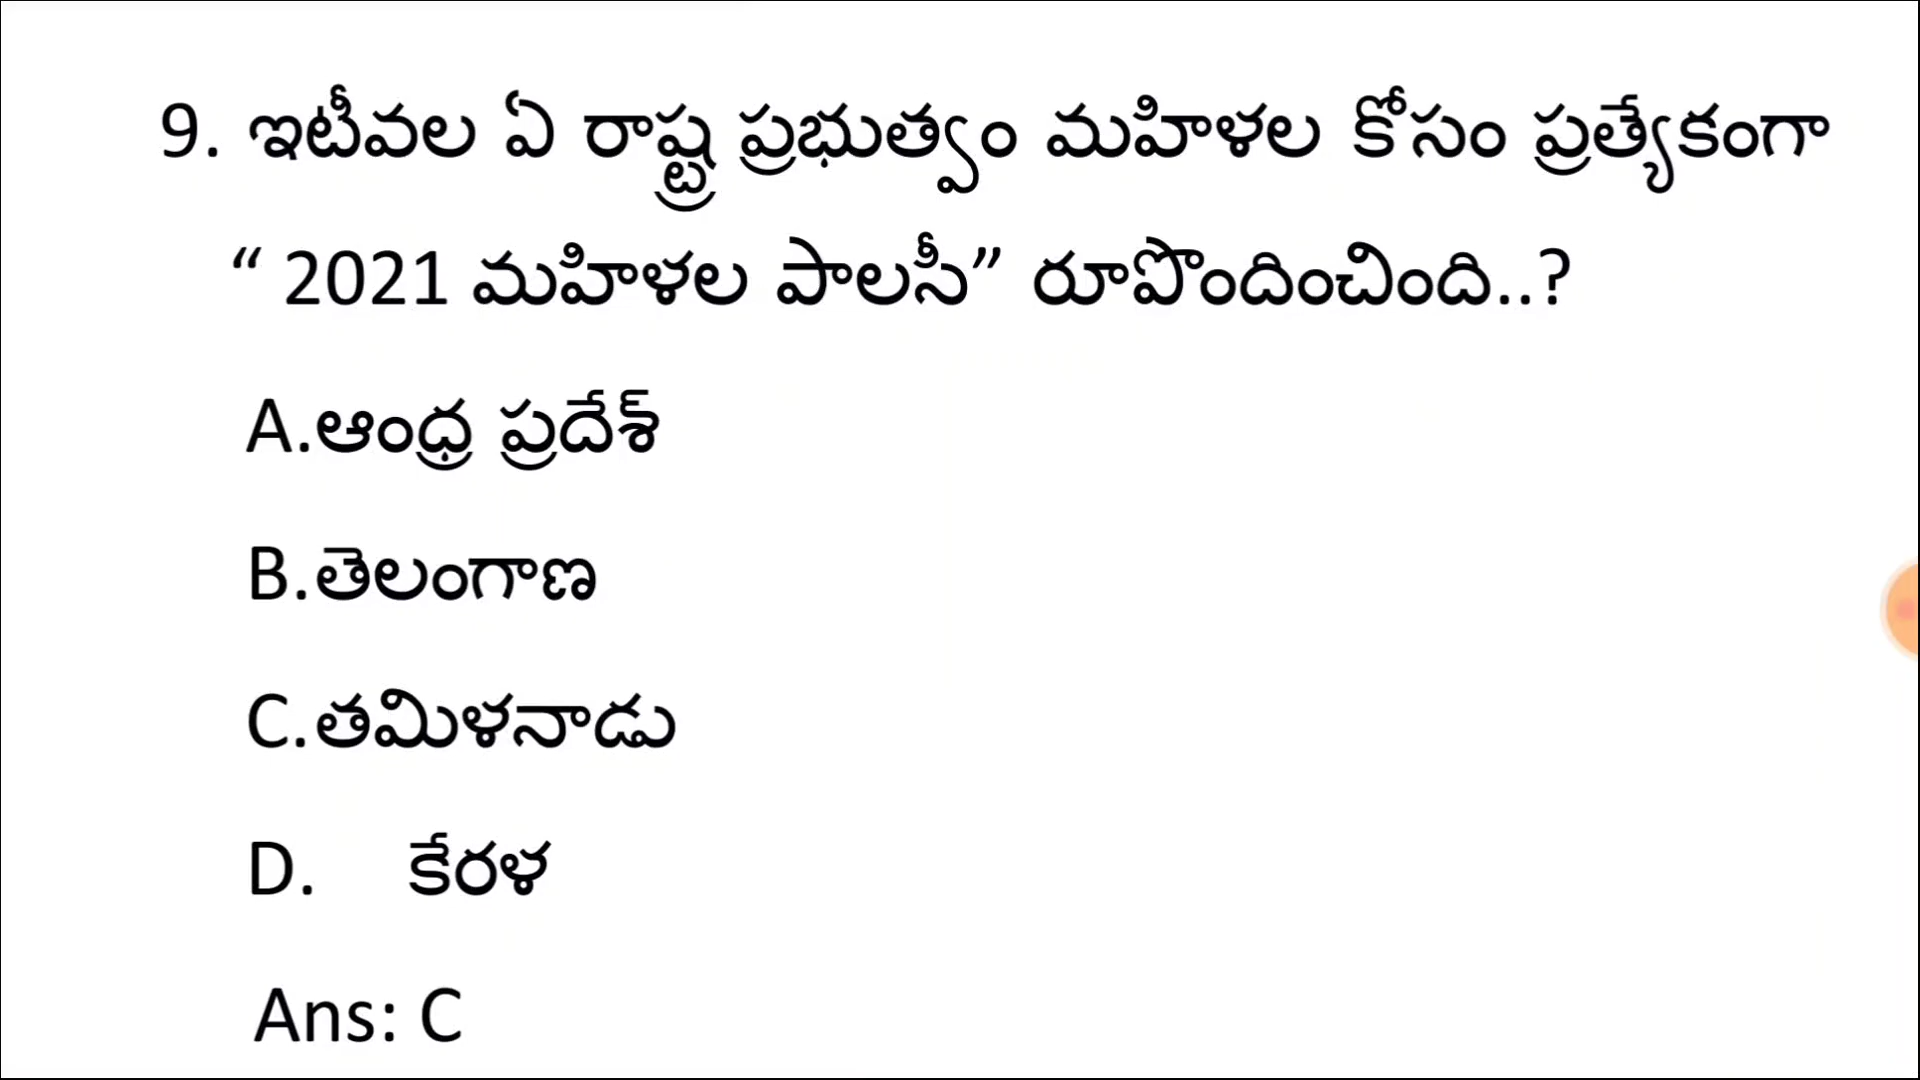 9. ఇటీవల ఏ రాష్ట్ర ప్రభుత్వం మహిళల కోసం ప్రత్యేకంగా
“ 2021 మహిళల పాలసీ” రూపొందించింది..?
A.ఆంధ్ర ప్రదేశ్
B.తెలంగాణ
C.తమిళనాడు
D. కేరళ
Ans: C